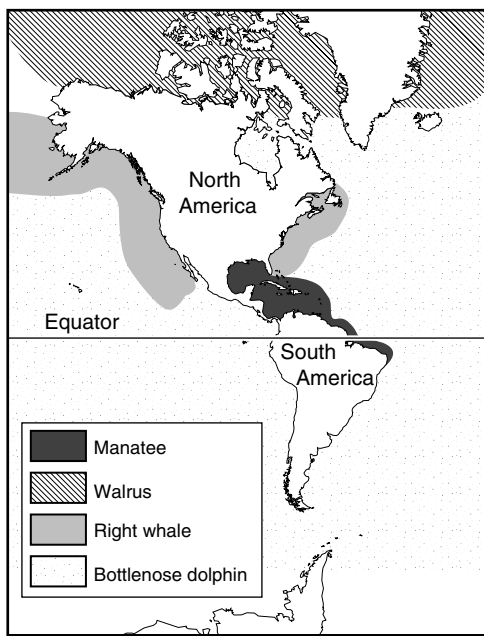 North
America
Equator
South
America
Manatee
Walrus
Right whale
Bottlenose dolphin